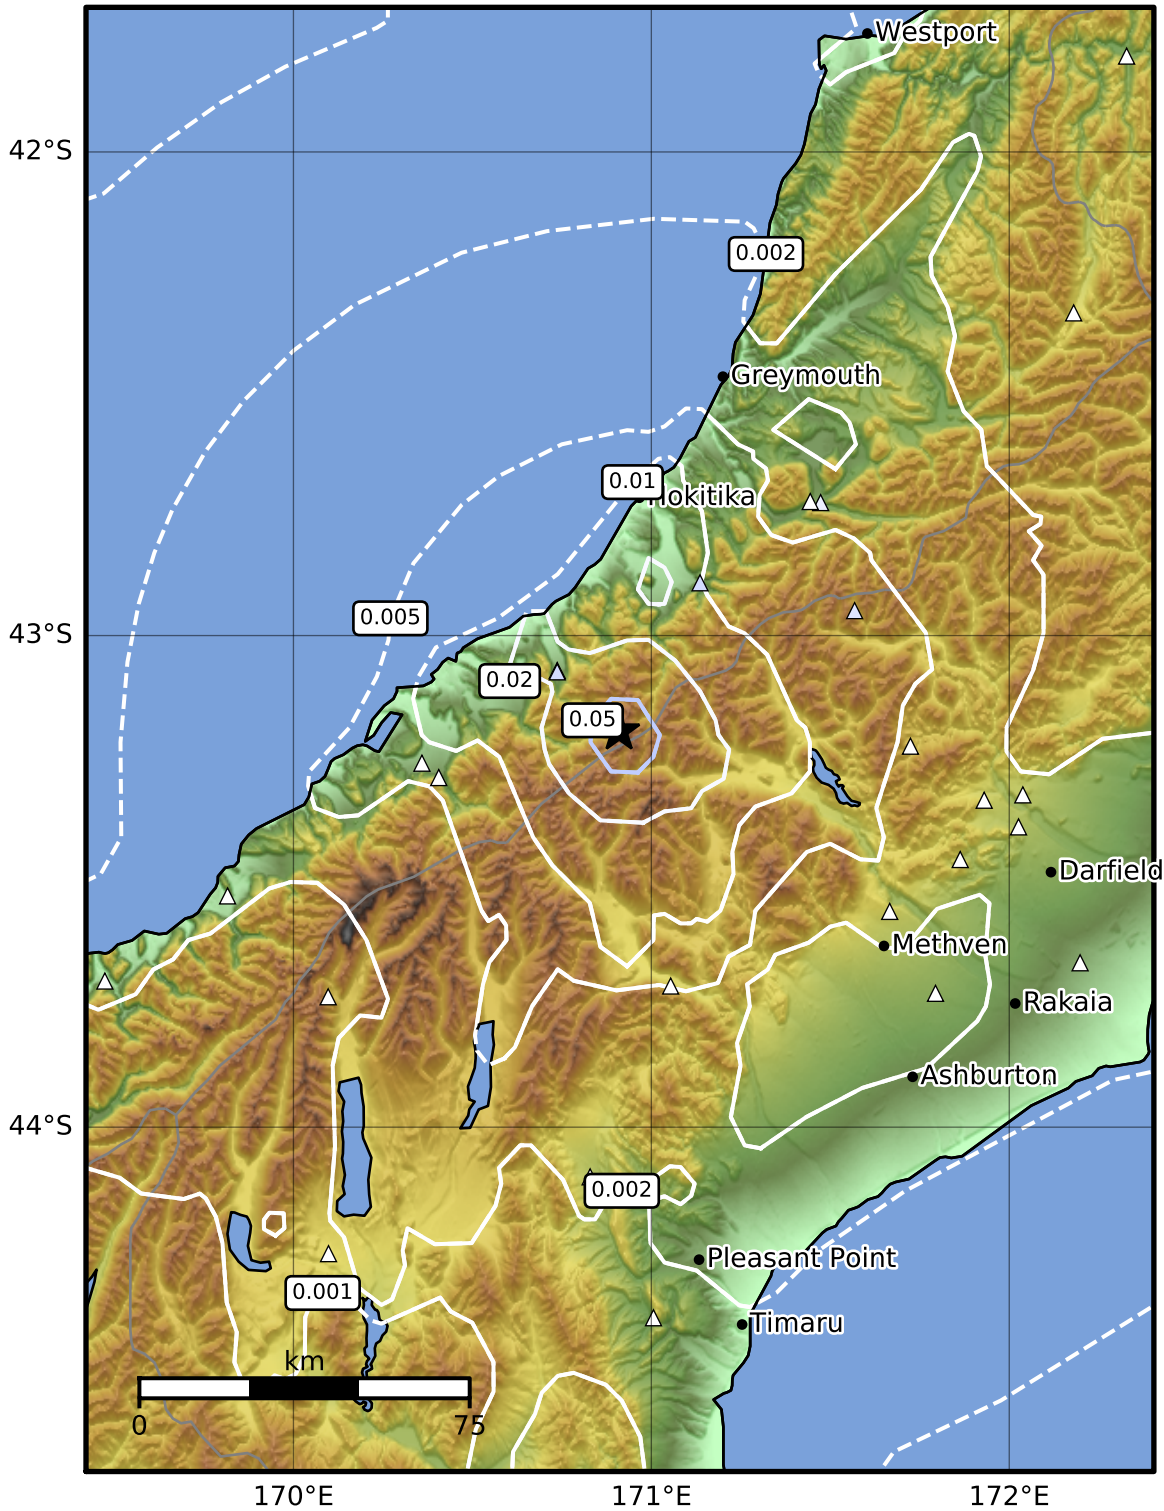 Westport
42°S
0.002
Greymouth
0.01
Hokitika
0.005
43°S
0.02
0.05
Darfield
Methven
Rakaia
Ashburton
44°S
0.002
Pleasant Point
0.001
Timaru
km
0 75
170°E 171°E 172°E